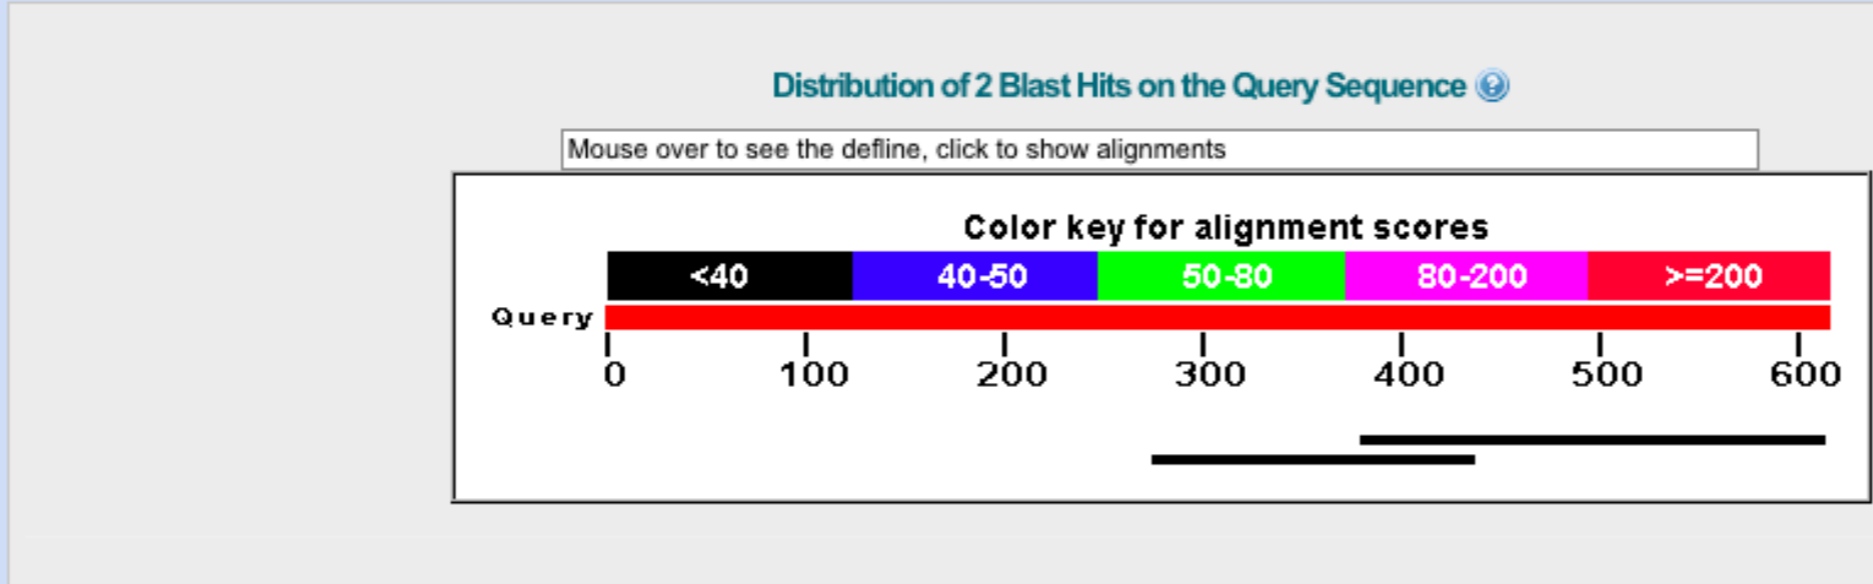 Distribution of 2 Blast Hits on the Query Sequence ?
Mouse over to see the defline, click to show alignments
Color key for alignment scores
<40 40-50 50-80 80-200 >=200
Query
0 100 200 300 400 500 600